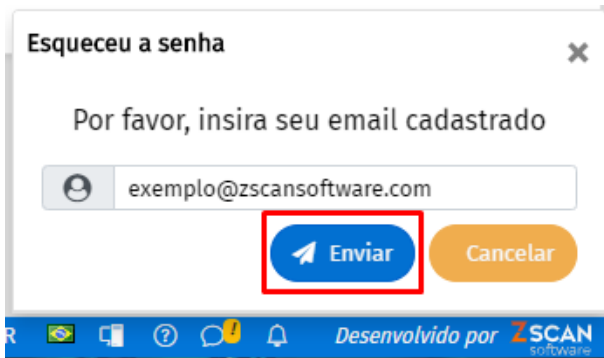 Esqueceu a senha
×
Por favor, insira seu email cadastrado
exemplo@zscansoftware.com
Enviar
Cancelar
R
Desenvolvido por ZSCAN
software